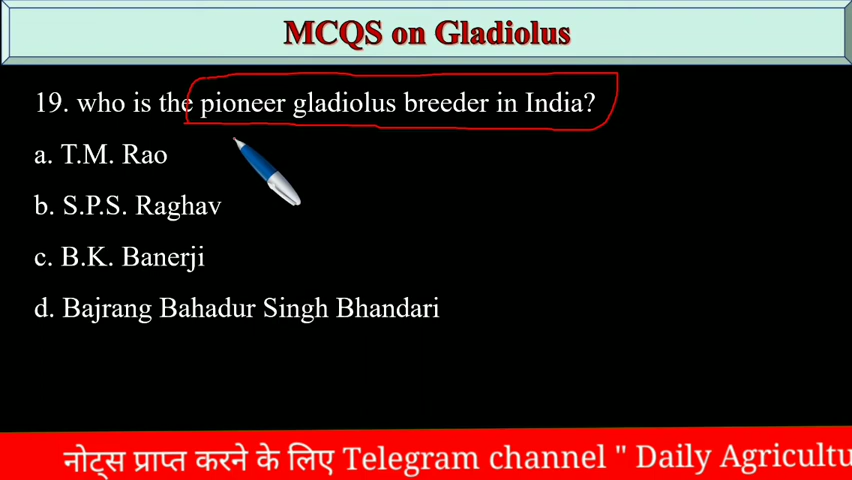 MCQS on Gladiolus
19. who is the pioneer gladiolus breeder in India?
a. T.M. Rao
b. S.P.S. Raghav
c. B.K. Banerji
d. Bajrang Bahadur Singh Bhandari
नोट्स प्राप्त करने के लिए Telegram channel " Daily Agricultu